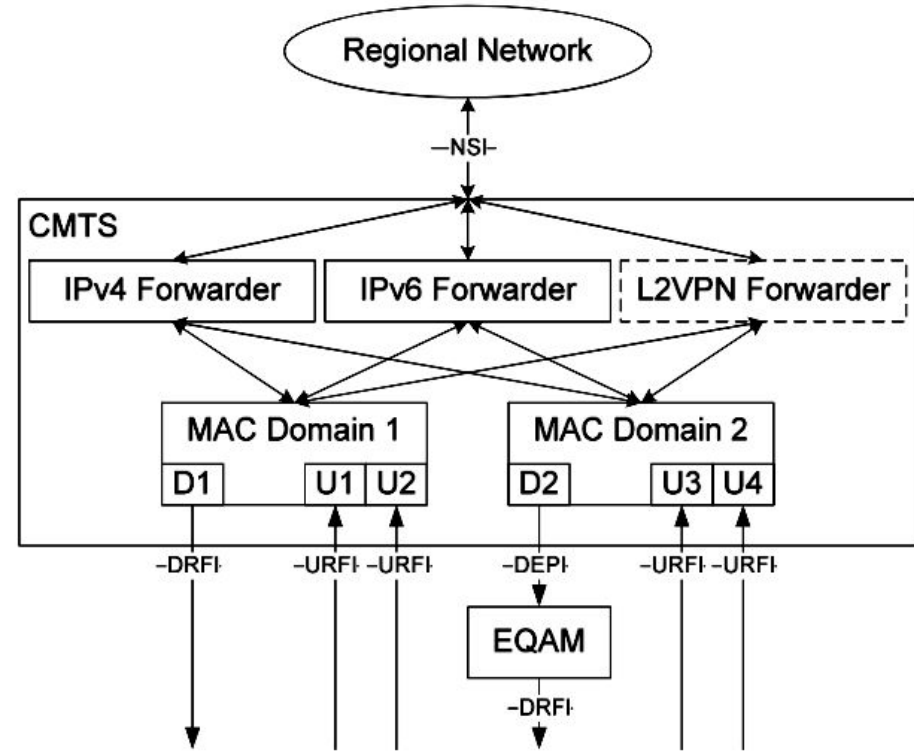 Regional Network
–NSI–
CMTS
IPv4 Forwarder IPv6 Forwarder L2VPN Forwarder
MAC Domain 1 MAC Domain 2
D1 U1 U2 D2 U3 U4
–DRFI- –URFI- –URFI- –DEPI- –URFI- –URFI-
EQAM
–DRFI-